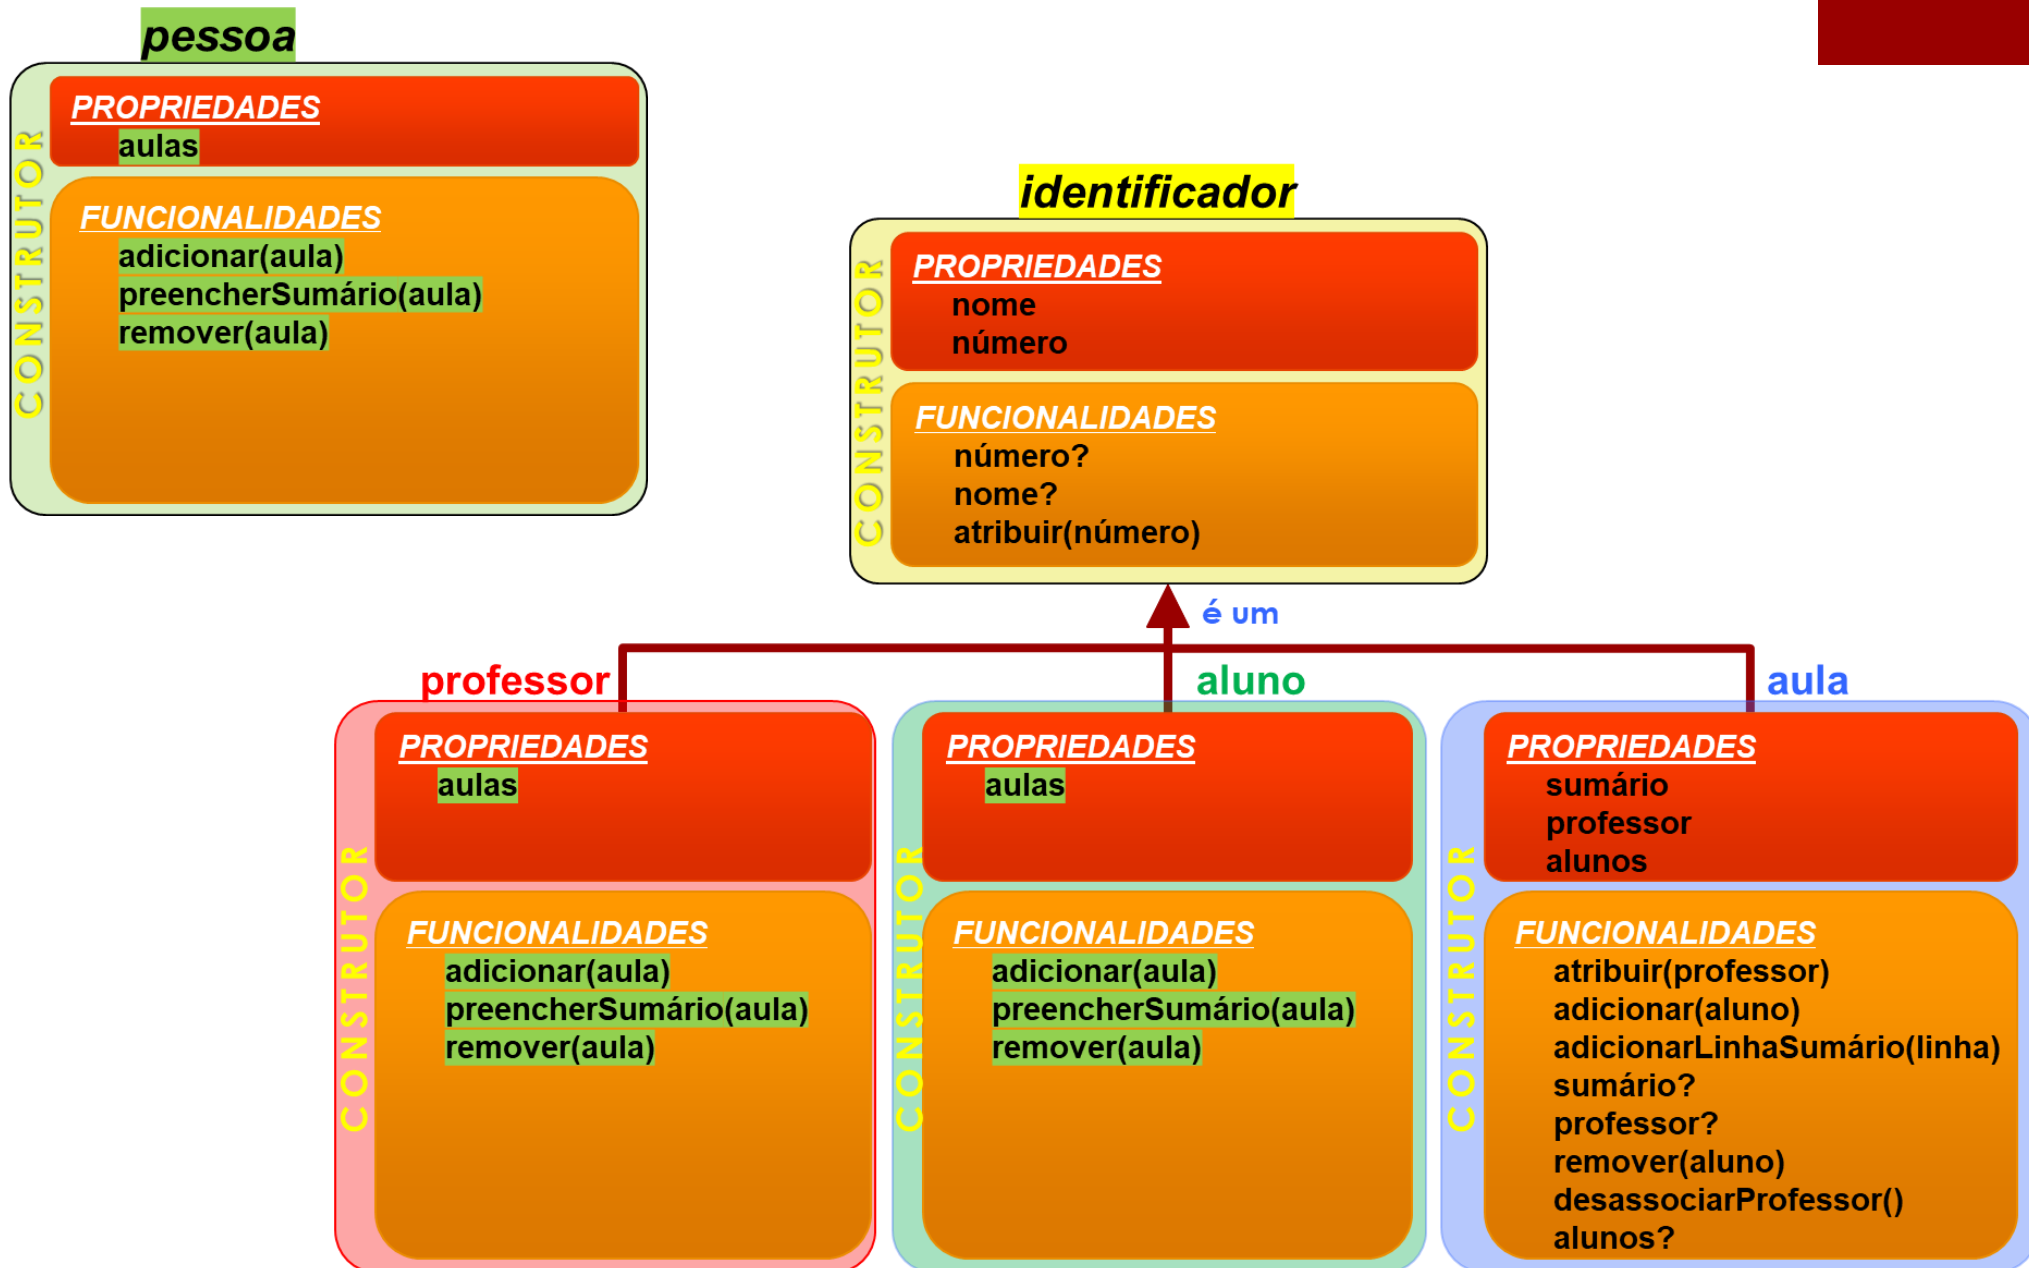 pessoa
CONSTRUTOR
PROPRIEDADES
aulas
FUNCIONALIDADES
adicionar(aula)
preencherSumário(aula)
remover(aula)
identificador
CONSTRUTOR
PROPRIEDADES
nome
número
FUNCIONALIDADES
número?
nome?
atribuir(número)
é um
professor
CONSTRUTOR
PROPRIEDADES
aulas
FUNCIONALIDADES
adicionar(aula)
preencherSumário(aula)
remover(aula)
aluno
CONSTRUTOR
PROPRIEDADES
aulas
FUNCIONALIDADES
adicionar(aula)
preencherSumário(aula)
remover(aula)
aula
CONSTRUTOR
PROPRIEDADES
sumário
professor
alunos
FUNCIONALIDADES
atribuir(professor)
adicionar(aluno)
adicionarLinhaSumário(linha)
sumário?
professor?
remover(aluno)
desassociarProfessor()
alunos?